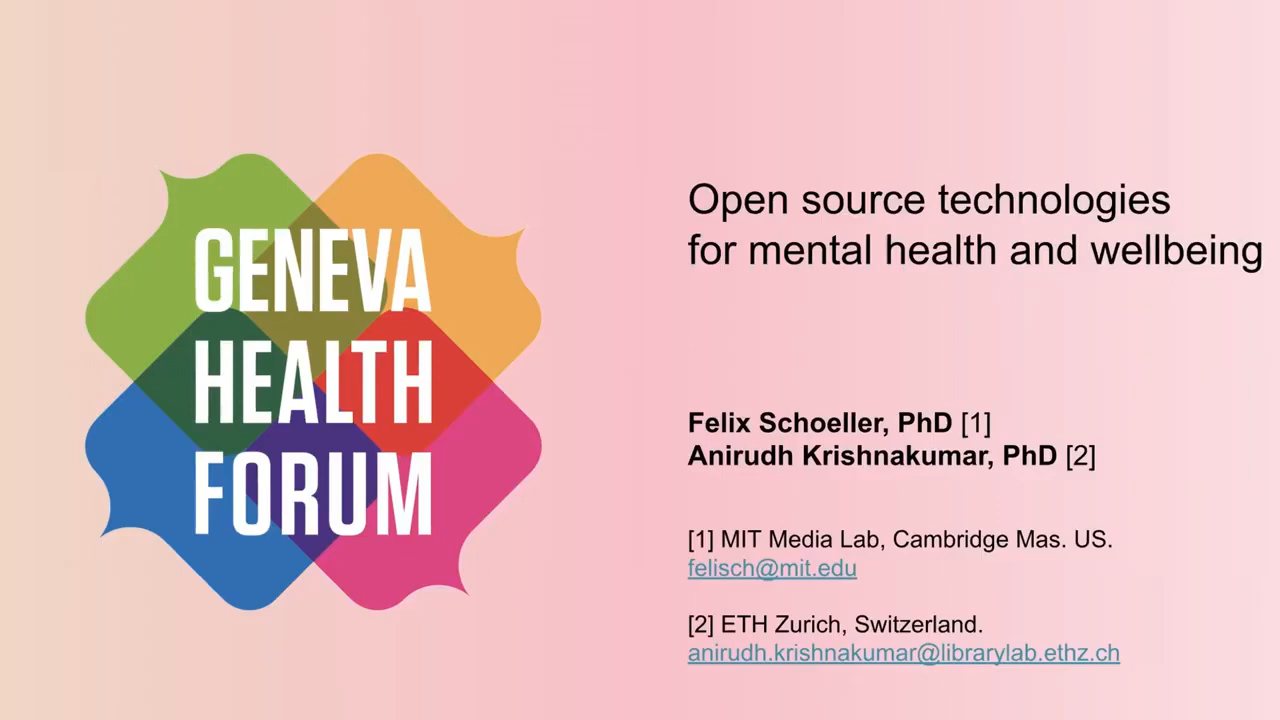 GENEVA
HEALTH
FORUM
Open source technologies
for mental health and wellbeing
Felix Schoeller, PhD [1]
Anirudh Krishnakumar, PhD [2]
[1] MIT Media Lab, Cambridge Mas. US.
felisch@mit.edu
[2] ETH Zurich, Switzerland.
anirudh.krishnakumar@librarylab.ethz.ch